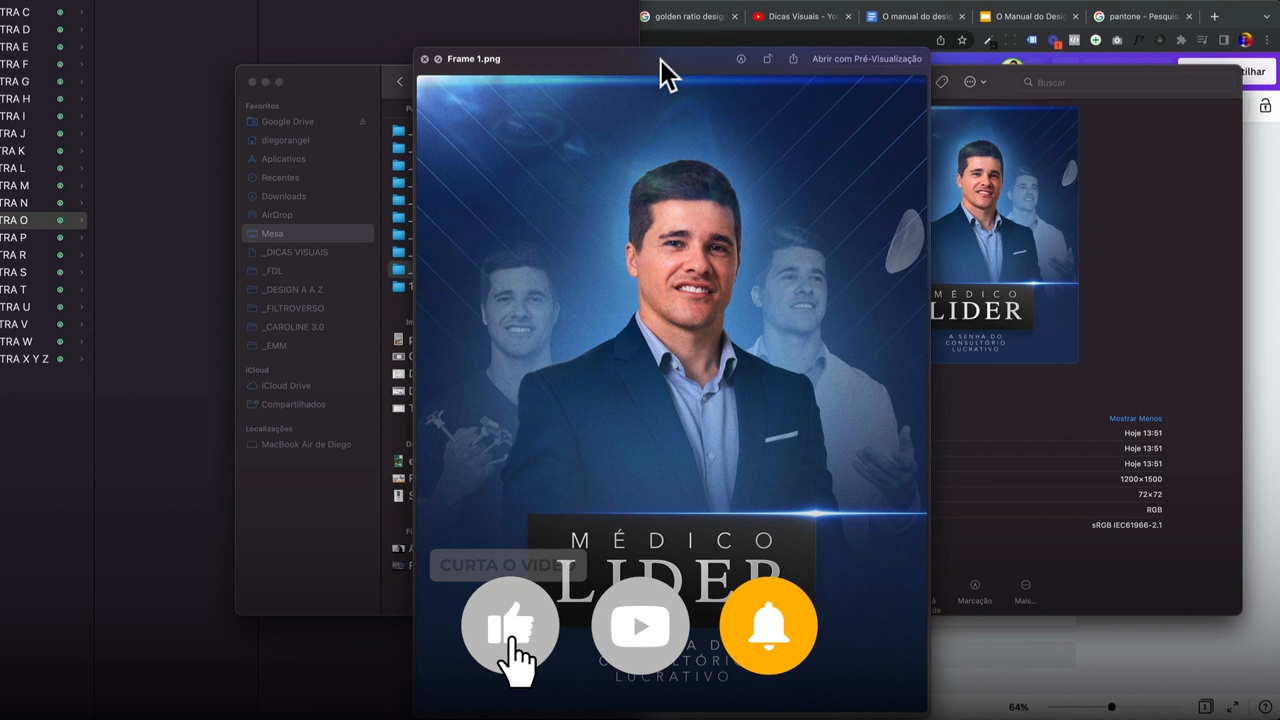 TRA C
TRA D
TRA E
TRA F
TRA G
TRA H
TRA I
TRA J
TRA K
TRA L
TRA M
TRA N
TRA O
TRA P
TRA R
TRA S
TRA T
TRA U
TRA V
TRA W
TRA X Y Z
golden ratio desig
Dicas Visuais - Yo
O manual do desig
O Manual do Desi
pantone - Pesquis
Frame 1.png
Abrir com Pré-Visualização
Buscar
ilhar
Favoritos
Google Drive
diegorangel
Aplicativos
Recentes
Downloads
AirDrop
Mesa
_DICAS VISUAIS
_FDL
_DESIGN A A Z
_FILTROVERSO
_CAROLINE 3.0
_EMM
iCloud
iCloud Drive
Compartilhados
Localizações
MacBook Air de Diego
MÉDICO
LIDER
CURTA O VIDEO
CONSULTÓRIO
LUCRATIVO
MÉDICO
LIDER
A SENHA DO
CONSULTÓRIO
LUCRATIVO
Mostrar Menos
Hoje 13:51
Hoje 13:51
Hoje 13:51
1200×1500
72×72
RGB
sRGB IEC61966-2.1
Marcação
Mais...
64%